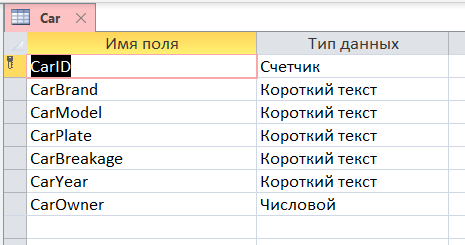 Car
Имя поля Тип данных
CarID Счетчик
CarBrand Короткий текст
CarModel Короткий текст
CarPlate Короткий текст
CarBreakage Короткий текст
CarYear Короткий текст
CarOwner Числовой